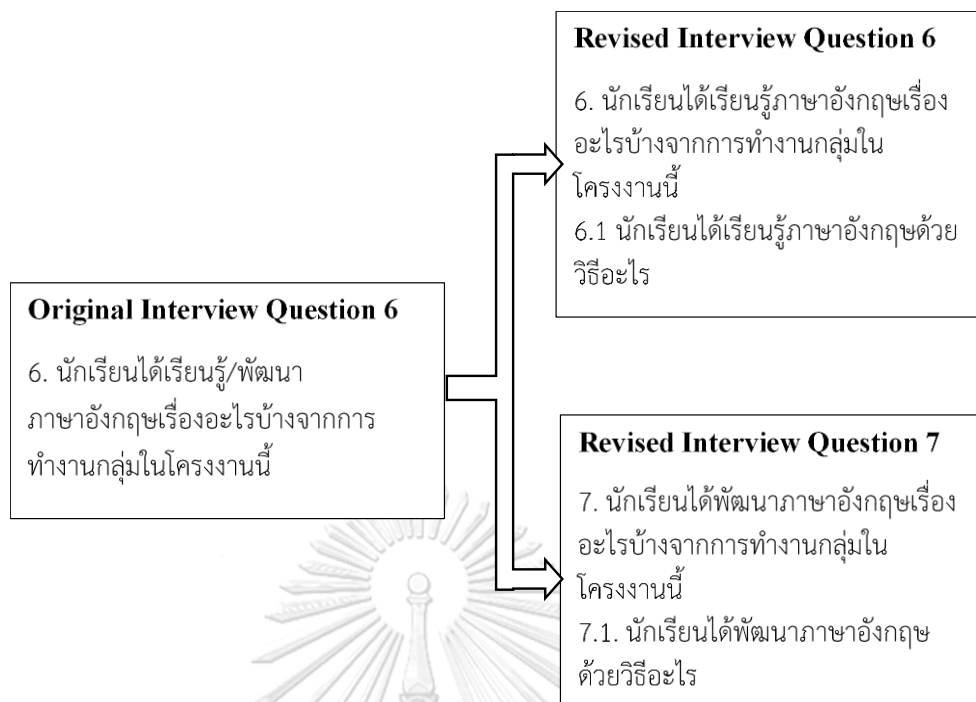 Original Interview Question 6
6. นักเรียนได้เรียนรู้/พัฒนา
ภาษาอังกฤษเรื่องอะไรบ้างจากการ
ทำงานกลุ่มในโครงงานนี้
Revised Interview Question 6
6. นักเรียนได้เรียนรู้ภาษาอังกฤษเรื่อง
อะไรบ้างจากการทำงานกลุ่มใน
โครงงานนี้
6.1 นักเรียนได้เรียนรู้ภาษาอังกฤษด้วย
วิธีอะไร
Revised Interview Question 7
7. นักเรียนได้พัฒนาภาษาอังกฤษเรื่อง
อะไรบ้างจากการทำงานกลุ่มใน
โครงงานนี้
7.1. นักเรียนได้พัฒนาภาษาอังกฤษ
ด้วยวิธีอะไร